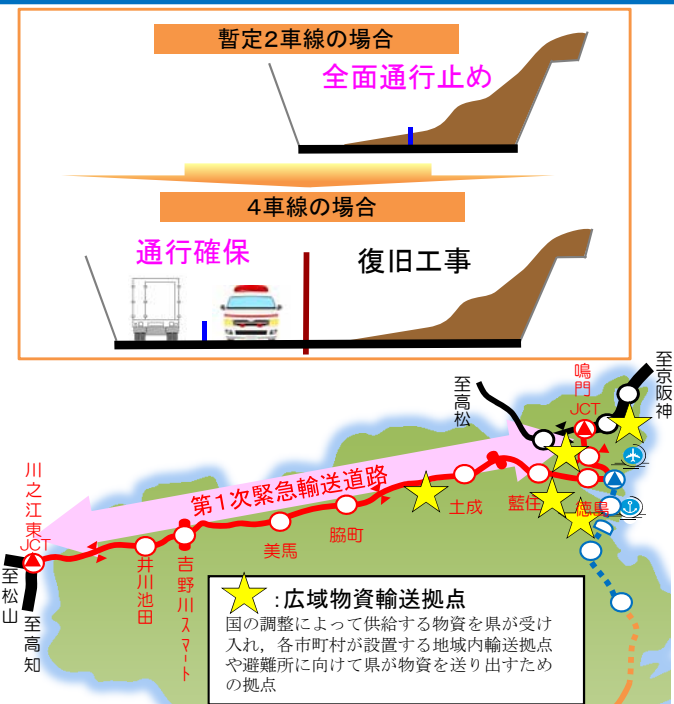 暫定2車線の場合
全面通行止め
4車線の場合
通行確保
復旧工事
至京阪神
鳴門
JCT
至高松
川之江東
JCT
第1次緊急輸送道路
土成
藍住
徳島
脇町
美馬
吉野川スマート
井川池田
至松山
至高知
:広域物資輸送拠点
国の調整によって供給する物資を県が受け
入れ，各市町村が設置する地域内輸送拠点
や避難所に向けて県が物資を送り出すため
の拠点